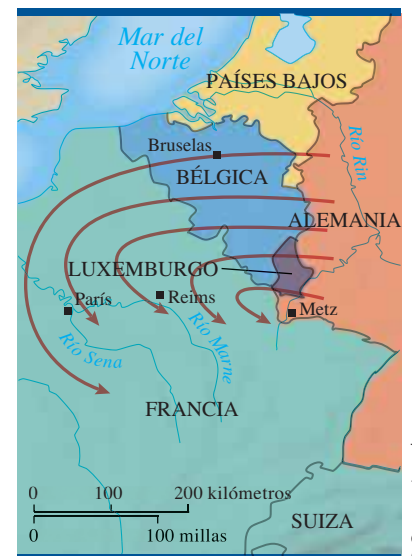 Mar del
Norte
PAÍSES BAJOS
Río Rin
Bruselas
BÉLGICA
ALEMANIA
LUXEMBURGO
París
Reims
Metz
Río Sena
Río Marne
FRANCIA
0 100 200 kilómetros
0 100 millas
SUIZA